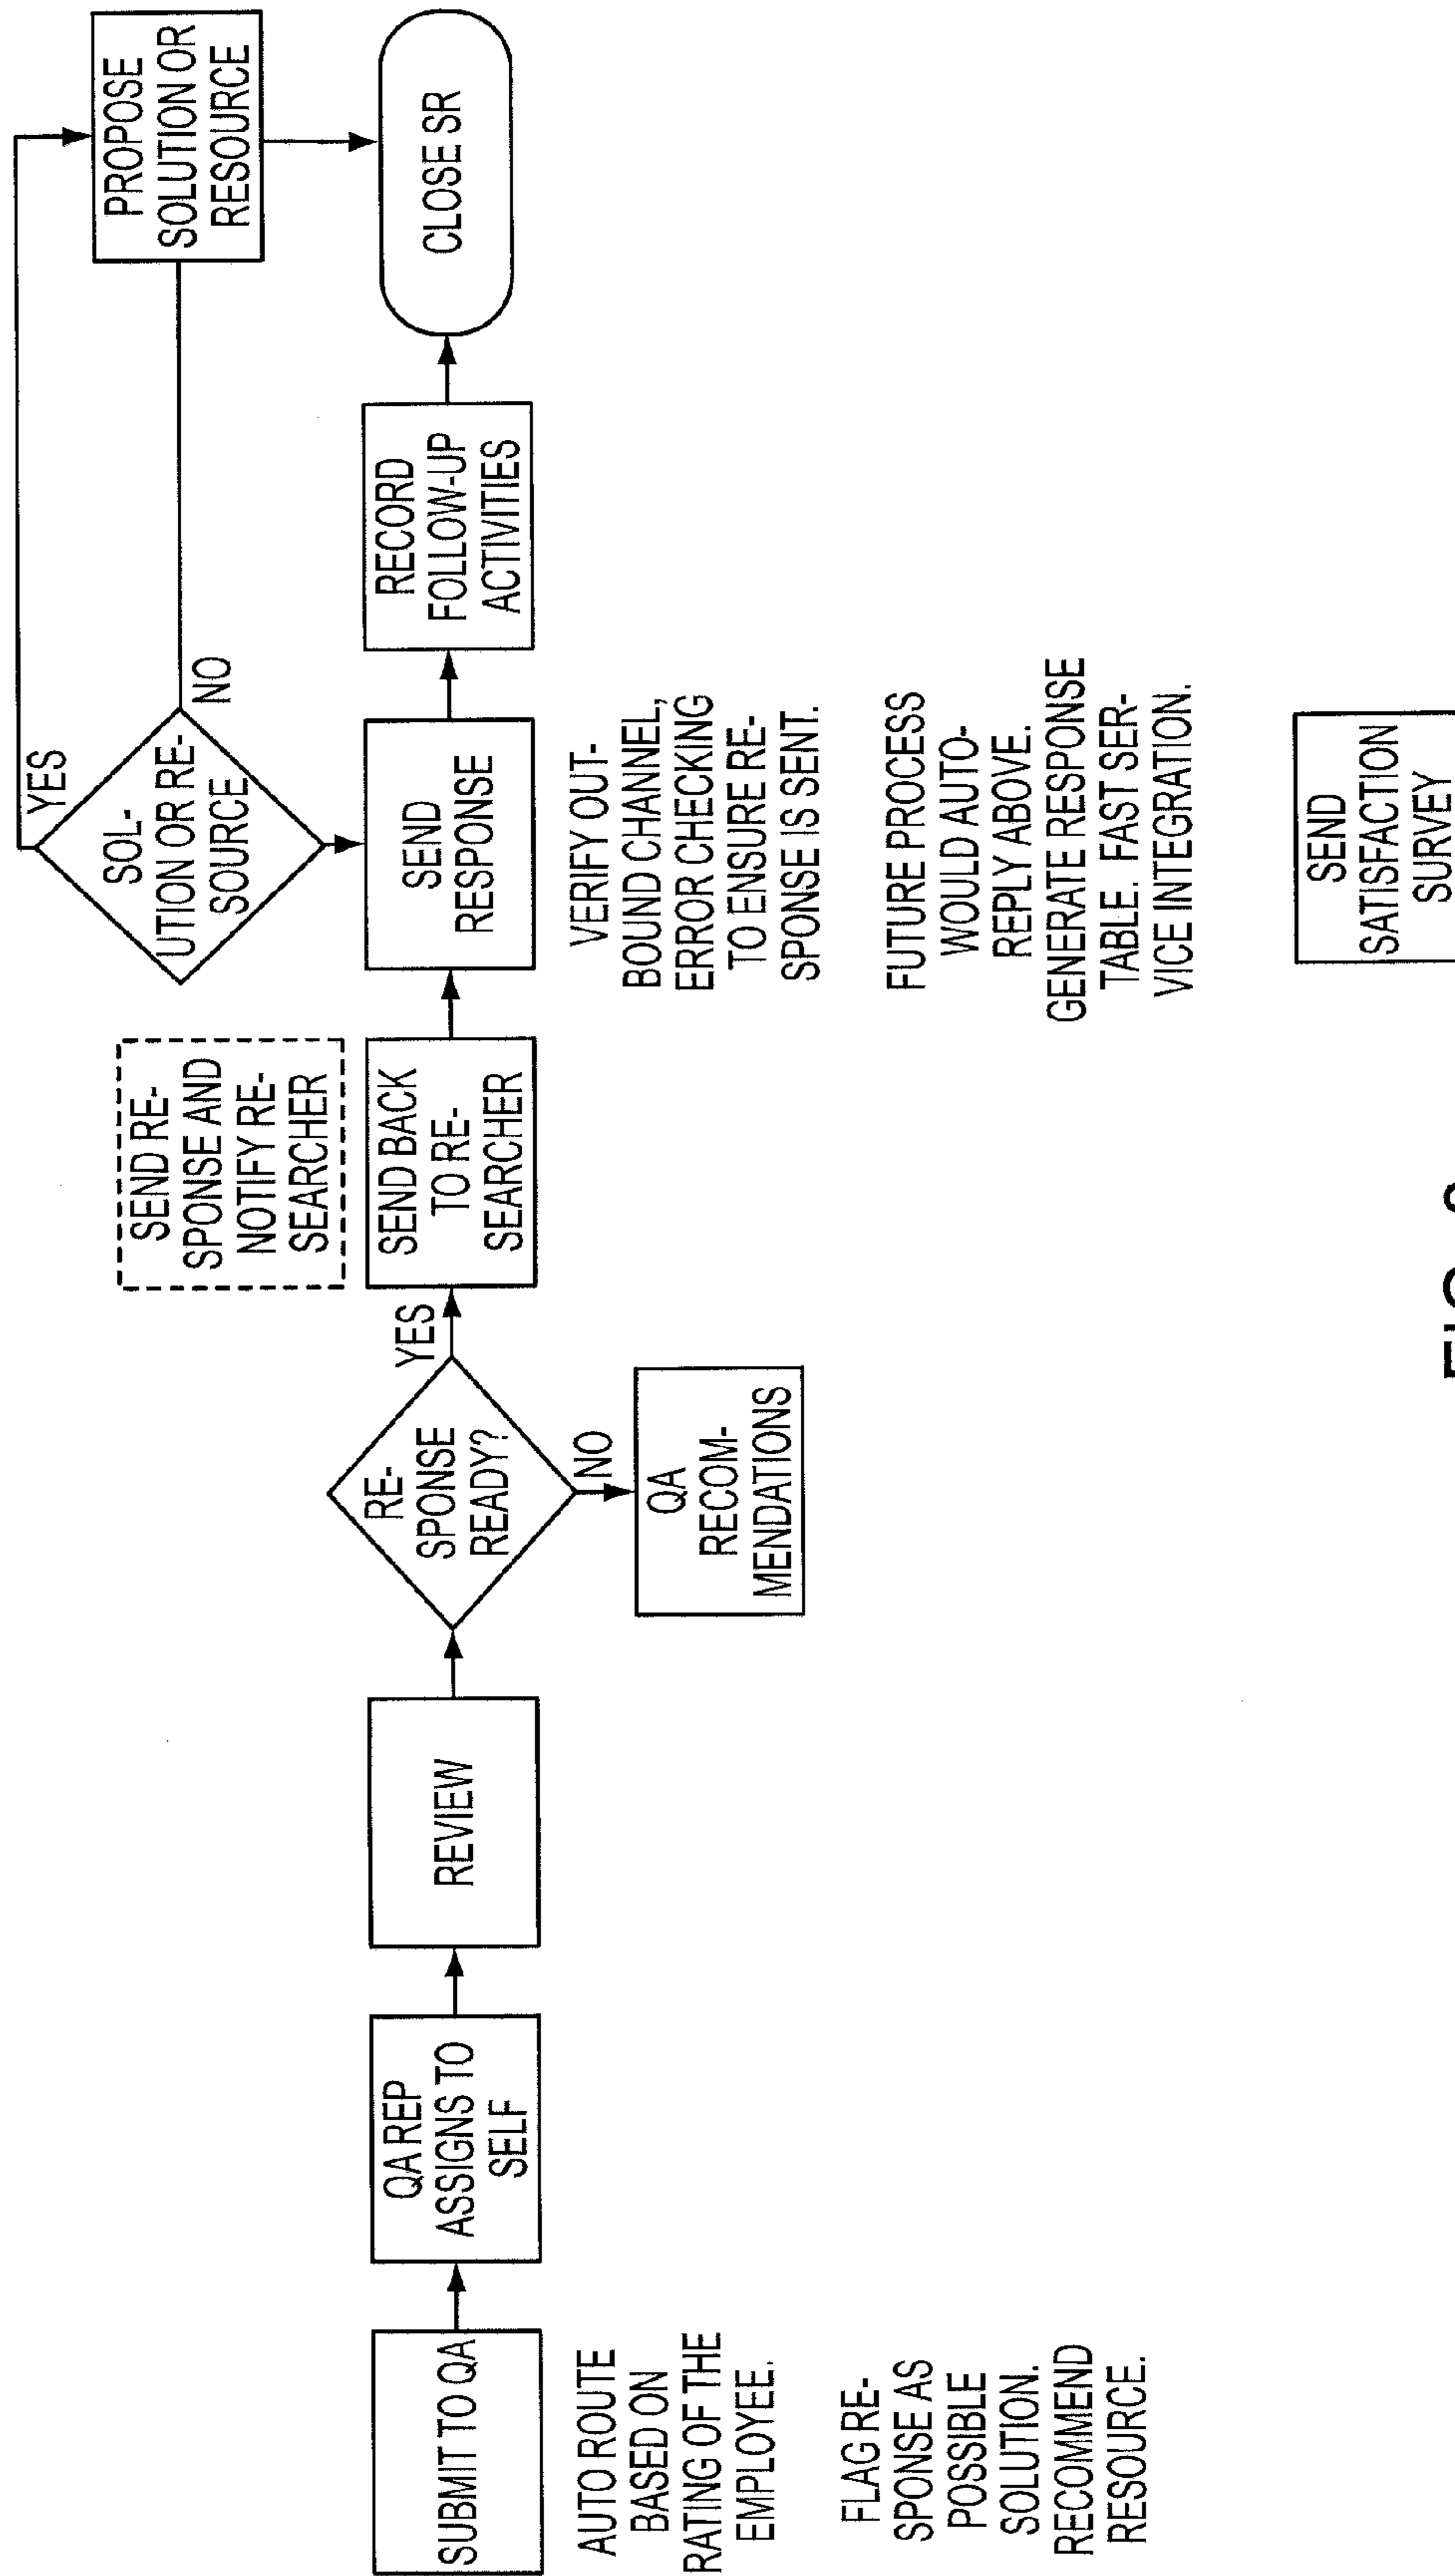 SUBMIT TO QA
AUTO ROUTE
BASED ON
RATING OF THE
EMPLOYEE.
FLAG RE-
SPONSE AS
POSSIBLE
SOLUTION.
RECOMMEND
RESOURCE.
QA REP
ASSIGNS TO
SELF
REVIEW
RE-
SPONSE
READY?
YES
NO
QA
RECOM-
MENDATIONS
SEND RE-
SPONSE AND
NOTIFY RE-
SEARCHER
SEND BACK
TO RE-
SEARCHER
SOL-
UTION OR RE-
SOURCE
YES
NO
SEND
RESPONSE
VERIFY OUT-
BOUND CHANNEL,
ERROR CHECKING
TO ENSURE RE-
SPONSE IS SENT.
FUTURE PROCESS
WOULD AUTO-
REPLY ABOVE.
GENERATE RESPONSE
TABLE. FAST SER-
VICE INTEGRATION.
SEND
SATISFACTION
SURVEY
RECORD
FOLLOW-UP
ACTIVITIES
PROPOSE
SOLUTION OR
RESOURCE
CLOSE SR